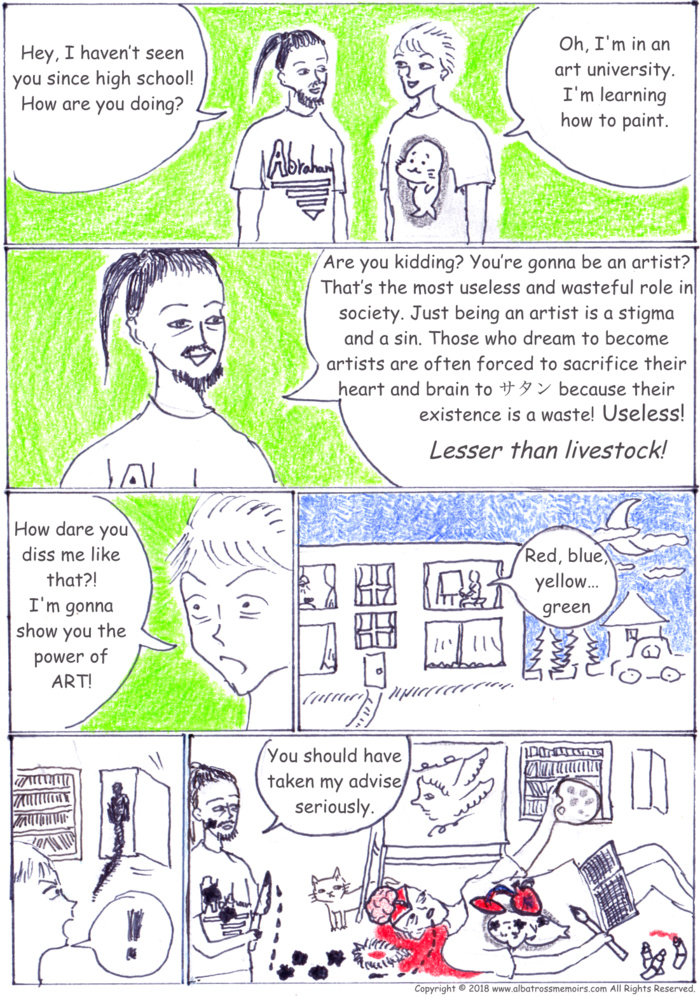 Hey, I haven't seen
you since high school!
How are you doing?
Oh, I'm in an
art university.
I'm learning
how to paint.
Abraham
Are you kidding? You're gonna be an artist?
That's the most useless and wasteful role in
society. Just being an artist is a stigma
and a sin. Those who dream to become
artists are often forced to sacrifice their
heart and brain to サタン because their
existence is a waste! Useless!
Lesser than livestock!
Al
How dare you
diss me like
that?!
I'm gonna
show you the
power of
ART!
Red, blue,
yellow...
green
!!
You should have
taken my advise
seriously.
Abraham
Copyright © 2018 www.albatrossmemoirs.com All Rights Reserved.